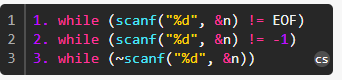 1 1. while (scanf("%d", &n) != EOF)
2 2. while (scanf("%d", &n) != -1)
3 3. while (~scanf("%d", &n)) cs